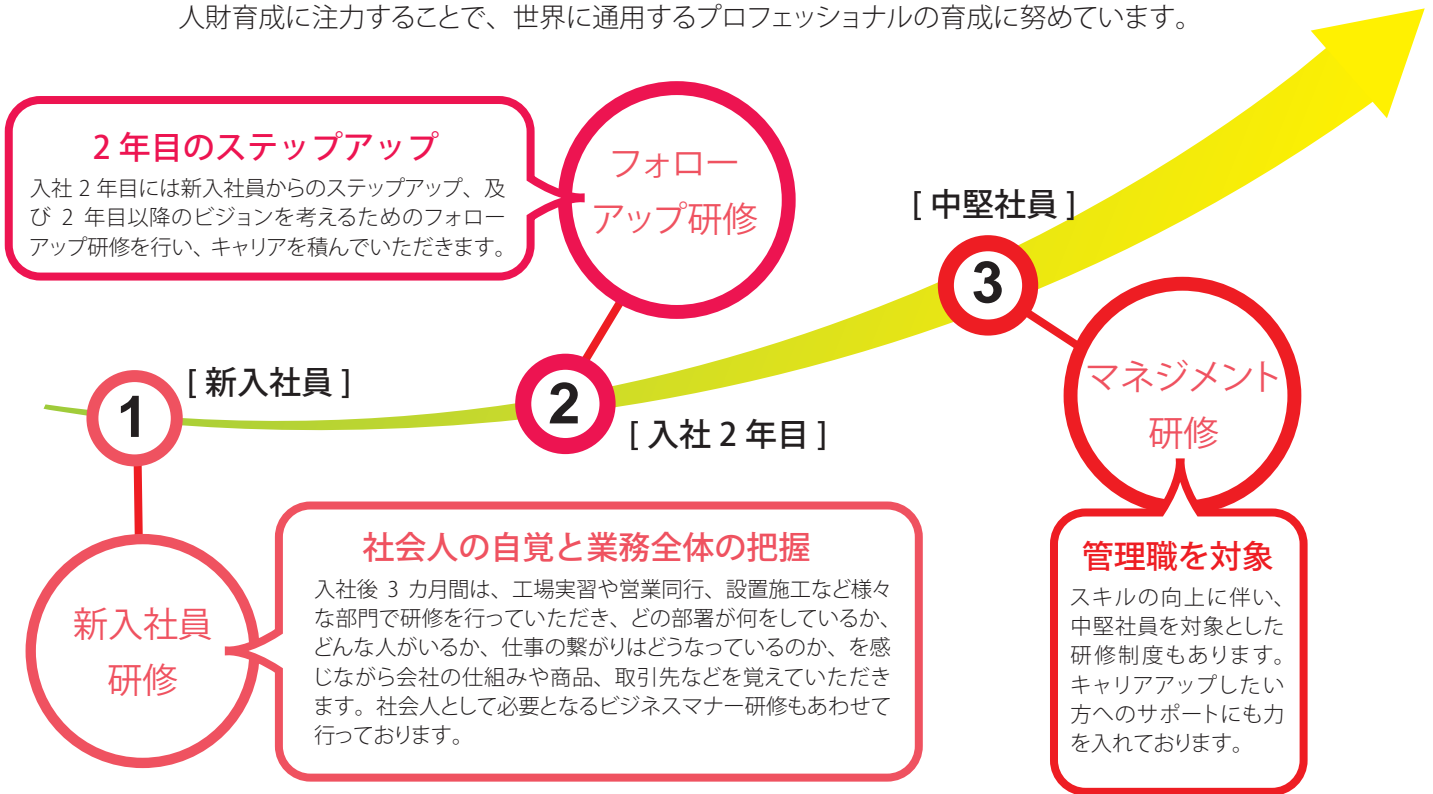 人財育成に注力することで、世界に通用するプロフェッショナルの育成に努めています。
2年目のステップアップ
入社2年目には新入社員からのステップアップ、及
び 2 年目以降のビジョンを考えるためのフォロー
アップ研修を行い、キャリアを積んでいただきます。
フォロー
アップ研修
[ 中堅社員 ]
3
[ 新入社員 ]
1
2
[ 入社 2 年目 ]
マネジメント
研修
新入社員
研修
社会人の自覚と業務全体の把握
入社後 3 カ月間は、工場実習や営業同行、設置施工など様々
な部門で研修を行っていただき、どの部署が何をしているか、
どんな人がいるか、仕事の繋がりはどうなっているのか、を感
じながら会社の仕組みや商品、取引先などを覚えていただき
ます。社会人として必要となるビジネスマナー研修もあわせて
行っております。
管理職を対象
スキルの向上に伴い、
中堅社員を対象とした
研修制度もあります。
キャリアアップしたい
方へのサポートにも力
を入れております。